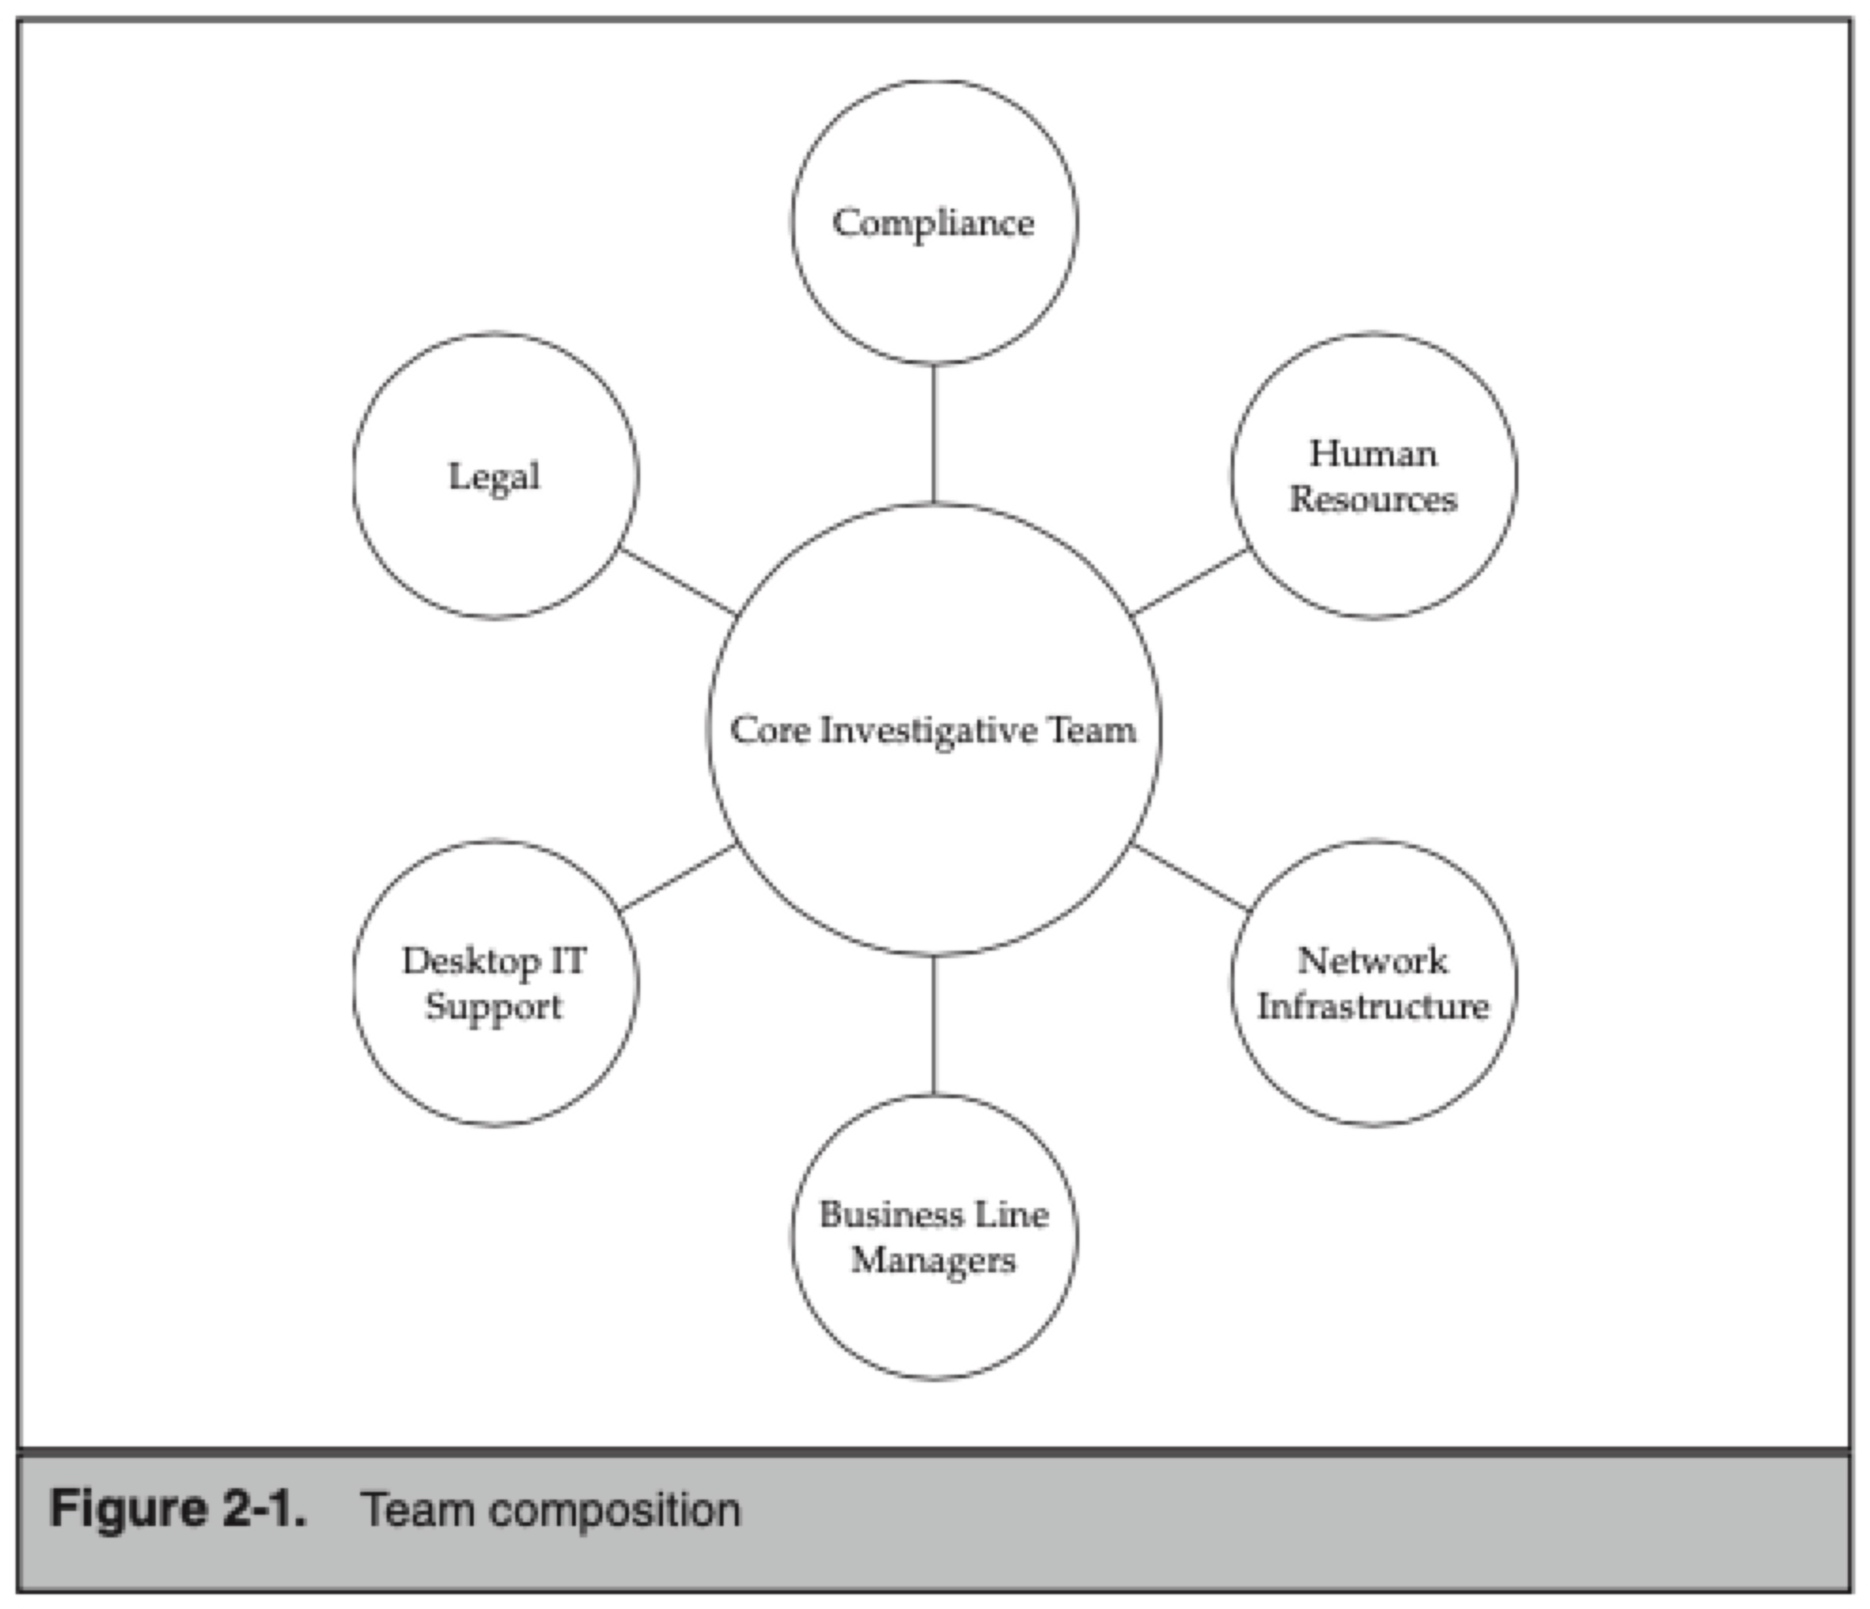 Compliance
Legal
Human
Resources
Core Investigative Team
Desktop IT
Support
Network
Infrastructure
Business Line
Managers
Figure 2-1. Team composition